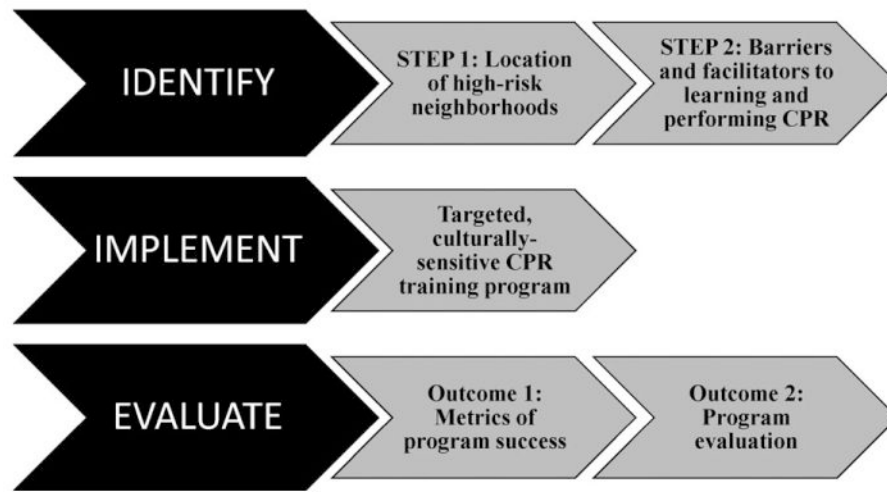 IDENTIFY
STEP 1: Location
of high-risk
neighborhoods
STEP 2: Barriers
and facilitators to
learning and
performing CPR
IMPLEMENT
Targeted,
culturally-
sensitive CPR
training program
EVALUATE
Outcome 1:
Metrics of
program success
Outcome 2:
Program
evaluation